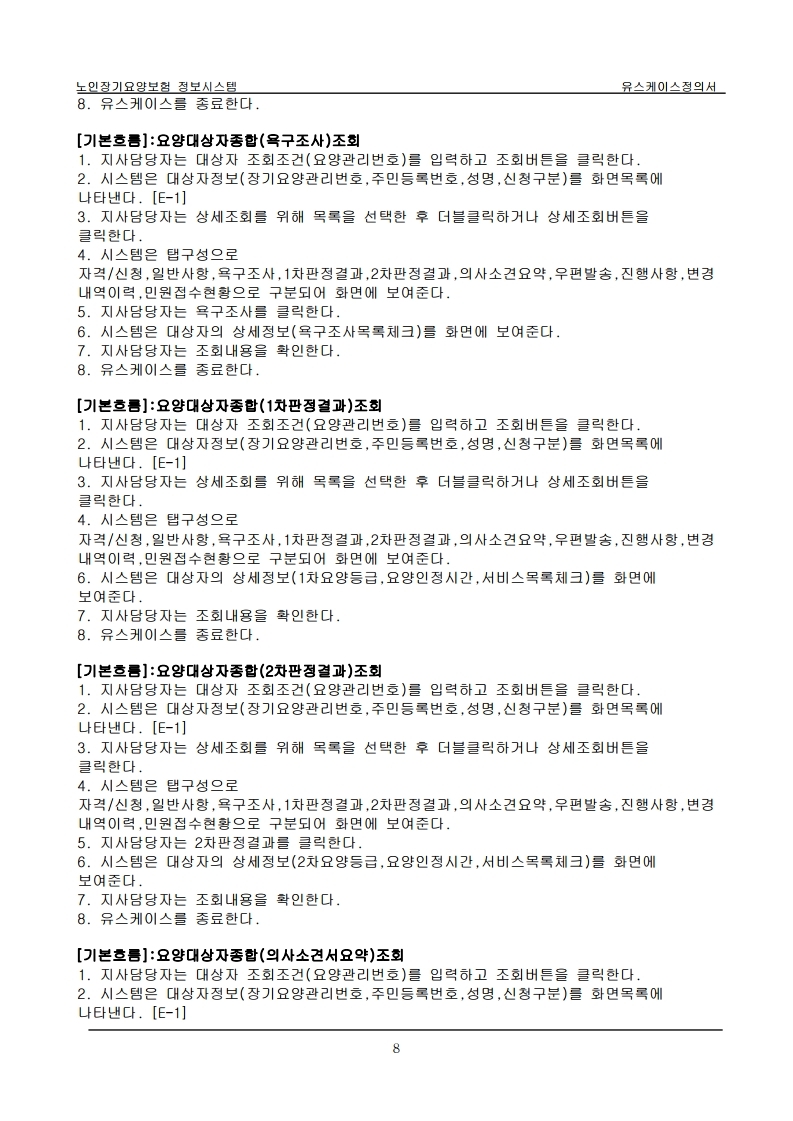 노인장기요양보험 정보시스템 유스케이스정의서
8. 유스케이스를 종료한다.
[기본흐름]:요양대상자종합(욕구조사)조회
1. 지사담당자는 대상자 조회조건(요양관리번호)를 입력하고 조회버튼을 클릭한다.
2. 시스템은 대상자정보(장기요양관리번호,주민등록번호,성명,신청구분)를 화면목록에
나타낸다. [E-1]
3. 지사담당자는 상세조회를 위해 목록을 선택한 후 더블클릭하거나 상세조회버튼을
클릭한다.
4. 시스템은 탭구성으로
자격/신청,일반사항,욕구조사,1차판정결과,2차판정결과,의사소견요약,우편발송,진행사항,변경
내역이력,민원접수현황으로 구분되어 화면에 보여준다.
5. 지사담당자는 욕구조사를 클릭한다.
6. 시스템은 대상자의 상세정보(욕구조사목록체크)를 화면에 보여준다.
7. 지사담당자는 조회내용을 확인한다.
8. 유스케이스를 종료한다.
[기본흐름]:요양대상자종합(1차판정결과)조회
1. 지사담당자는 대상자 조회조건(요양관리번호)를 입력하고 조회버튼을 클릭한다.
2. 시스템은 대상자정보(장기요양관리번호,주민등록번호,성명,신청구분)를 화면목록에
나타낸다. [E-1]
3. 지사담당자는 상세조회를 위해 목록을 선택한 후 더블클릭하거나 상세조회버튼을
클릭한다.
4. 시스템은 탭구성으로
자격/신청,일반사항,욕구조사,1차판정결과,2차판정결과,의사소견요약,우편발송,진행사항,변경
내역이력,민원접수현황으로 구분되어 화면에 보여준다.
6. 시스템은 대상자의 상세정보(1차요양등급,요양인정시간,서비스목록체크)를 화면에
보여준다.
7. 지사담당자는 조회내용을 확인한다.
8. 유스케이스를 종료한다.
[기본흐름]:요양대상자종합(2차판정결과)조회
1. 지사담당자는 대상자 조회조건(요양관리번호)를 입력하고 조회버튼을 클릭한다.
2. 시스템은 대상자정보(장기요양관리번호,주민등록번호,성명,신청구분)를 화면목록에
나타낸다. [E-1]
3. 지사담당자는 상세조회를 위해 목록을 선택한 후 더블클릭하거나 상세조회버튼을
클릭한다.
4. 시스템은 탭구성으로
자격/신청,일반사항,욕구조사,1차판정결과,2차판정결과,의사소견요약,우편발송,진행사항,변경
내역이력,민원접수현황으로 구분되어 화면에 보여준다.
5. 지사담당자는 2차판정결과를 클릭한다.
6. 시스템은 대상자의 상세정보(2차요양등급,요양인정시간,서비스목록체크)를 화면에
보여준다.
7. 지사담당자는 조회내용을 확인한다.
8. 유스케이스를 종료한다.
[기본흐름]:요양대상자종합(의사소견서요약)조회
1. 지사담당자는 대상자 조회조건(요양관리번호)를 입력하고 조회버튼을 클릭한다.
2. 시스템은 대상자정보(장기요양관리번호,주민등록번호,성명,신청구분)를 화면목록에
나타낸다. [E-1]
8